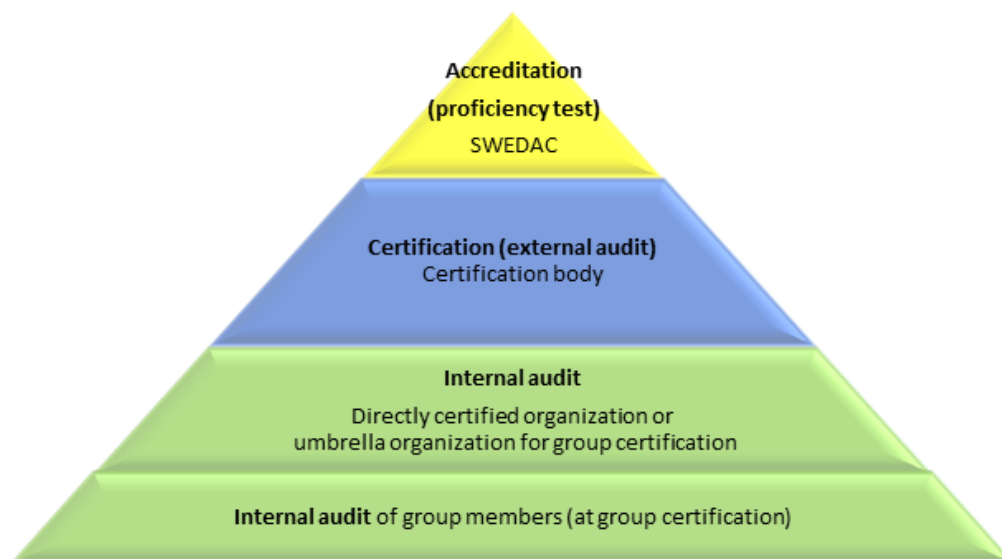 Accreditation
(proficiency test)
SWEDAC
Certification (external audit)
Certification body
Internal audit
Directly certified organization or
umbrella organization for group certification
Internal audit of group members (at group certification)